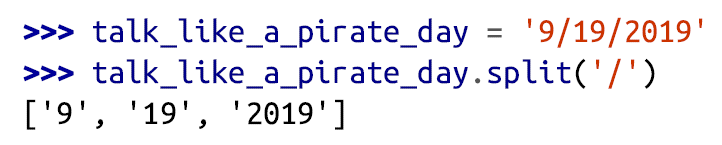 >>> talk_like_a_pirate_day = '9/19/2019'
>>> talk_like_a_pirate_day.split('/')
['9', '19', '2019']